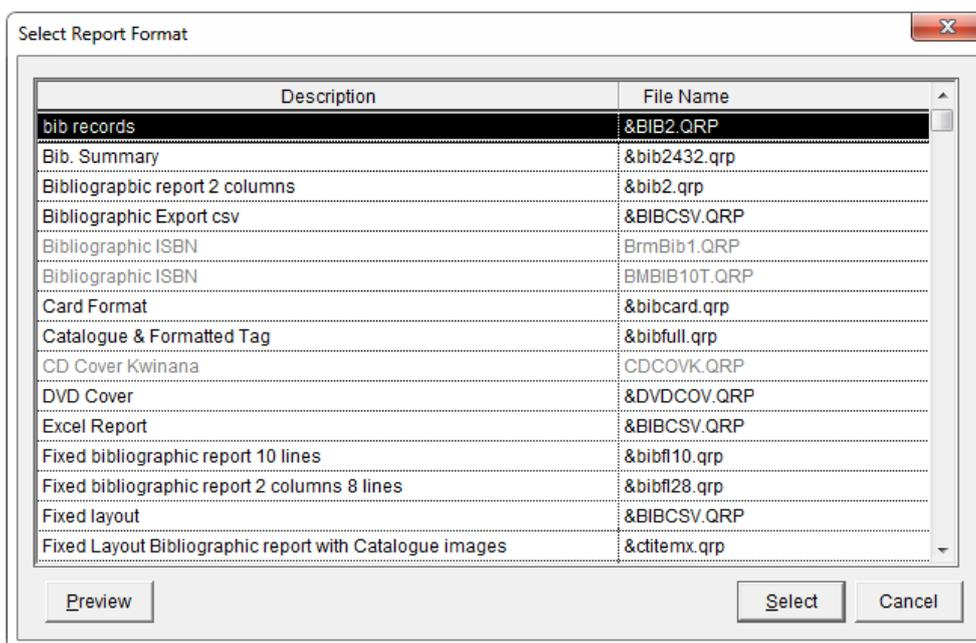 Select Report Format
Description File Name
bib records &BIB2.QRP
Bib. Summary &bib2432.qrp
Bibliograpbic report 2 columns &bib2.qrp
Bibliographic Export csv &BIBCSV.QRP
Bibliographic ISBN BrmBib1.QRP
Bibliographic ISBN BMBIB10T.QRP
Card Format &bibcard.qrp
Catalogue & Formatted Tag &bibfull.qrp
CD Cover Kwinana CDCOVK.QRP
DVD Cover &DVDCOV.QRP
Excel Report &BIBCSV.QRP
Fixed bibliographic report 10 lines &bibfl10.qrp
Fixed bibliographic report 2 columns 8 lines &bibfl28.qrp
Fixed layout &BIBCSV.QRP
Fixed Layout Bibliographic report with Catalogue images &ctitemx.qrp
Preview Select Cancel